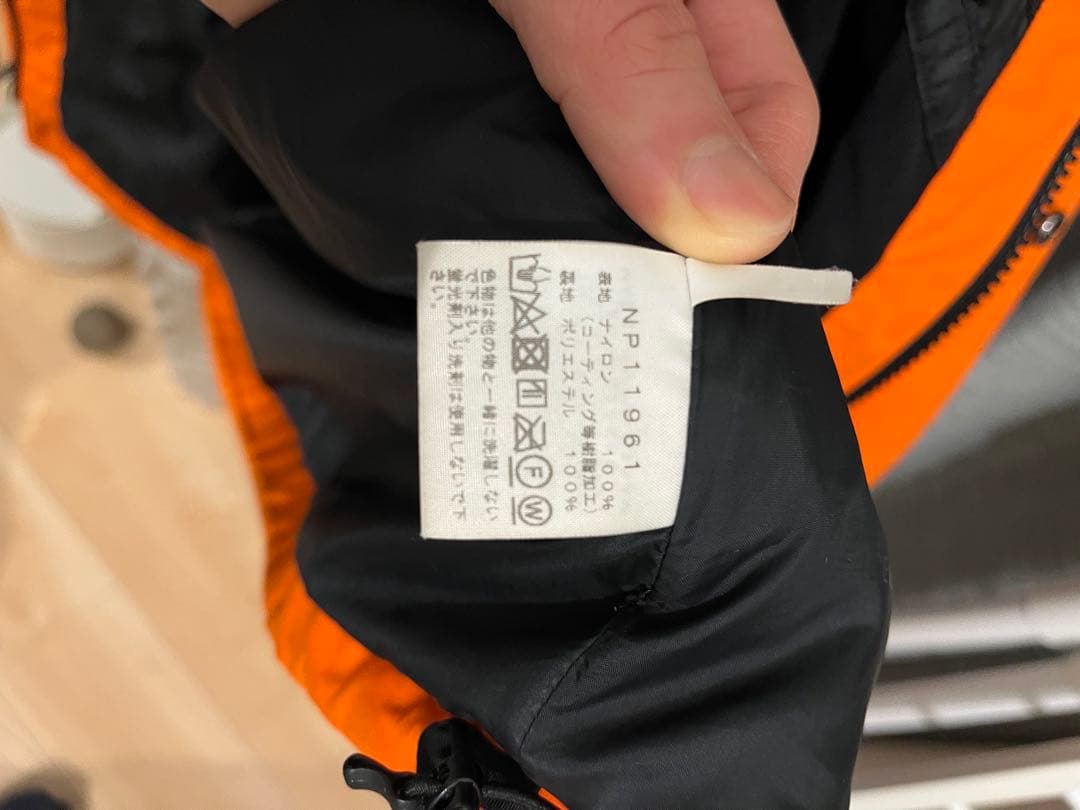 NP11961
表地 ナイロン 100%
(コーティング等樹脂加工)
裏地 ポリエステル 100%
F W
色物は他の物と一緒に洗濯しない
で下さい。
蛍光剤入り洗剤は使用しないで下
さい。